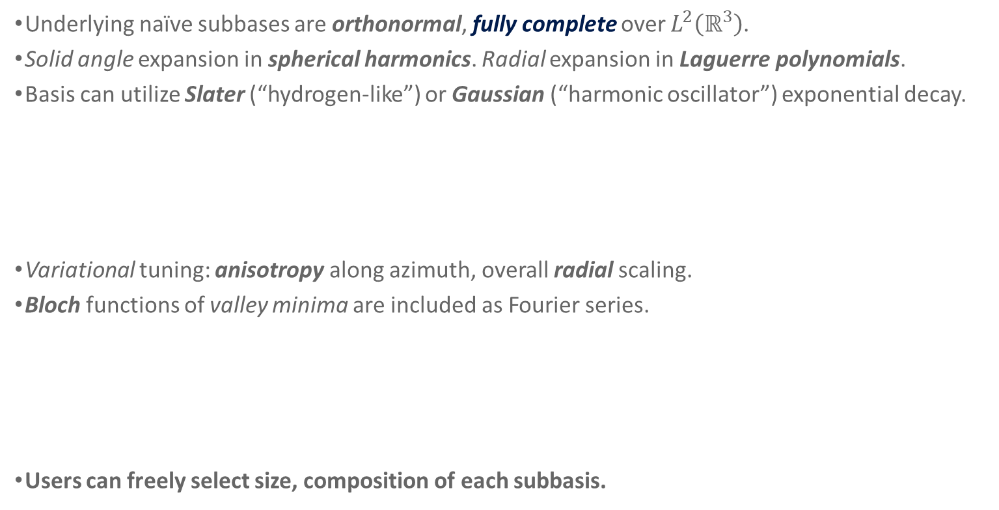 •Underlying naïve subbases are orthonormal, fully complete over 𝐿²(ℝ³).
•Solid angle expansion in spherical harmonics. Radial expansion in Laguerre polynomials.
•Basis can utilize Slater (“hydrogen-like”) or Gaussian (“harmonic oscillator”) exponential decay.
•Variational tuning: anisotropy along azimuth, overall radial scaling.
•Bloch functions of valley minima are included as Fourier series.
•Users can freely select size, composition of each subbasis.